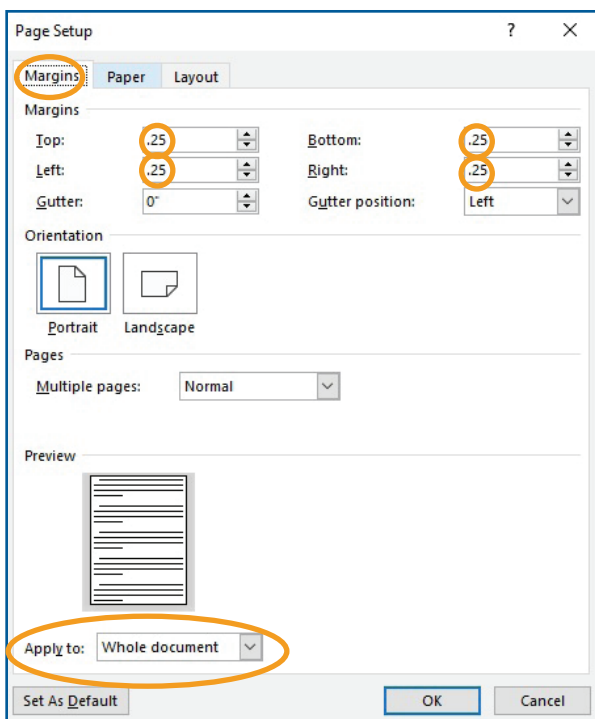 Page Setup ? ×
Margins Paper Layout
Margins
Top: .25 Bottom: .25
Left: .25 Right: .25
Gutter: 0" Gutter position: Left
Orientation
Portrait Landscape
Pages
Multiple pages: Normal
Preview
Apply to: Whole document
Set As Default OK Cancel